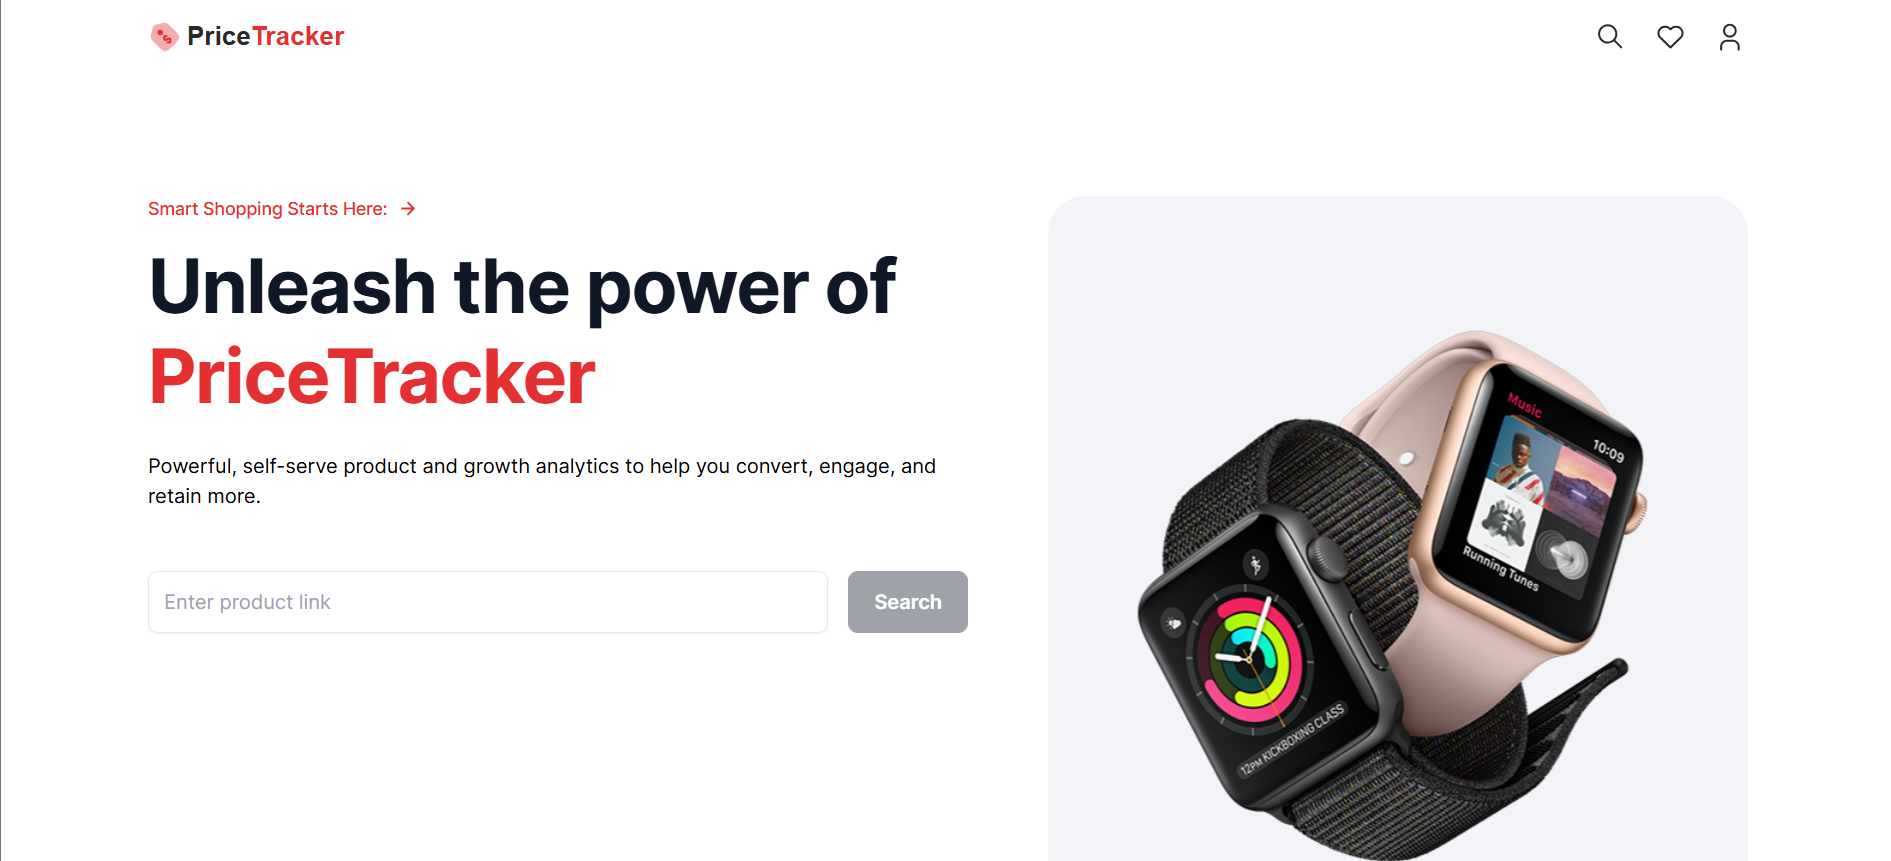 PriceTracker
Smart Shopping Starts Here:
Unleash the power of
PriceTracker
Powerful, self-serve product and growth analytics to help you convert, engage, and
retain more.
Enter product link
Search
Music
10:09
Running Tunes
12PM KICKBOXING CLASS